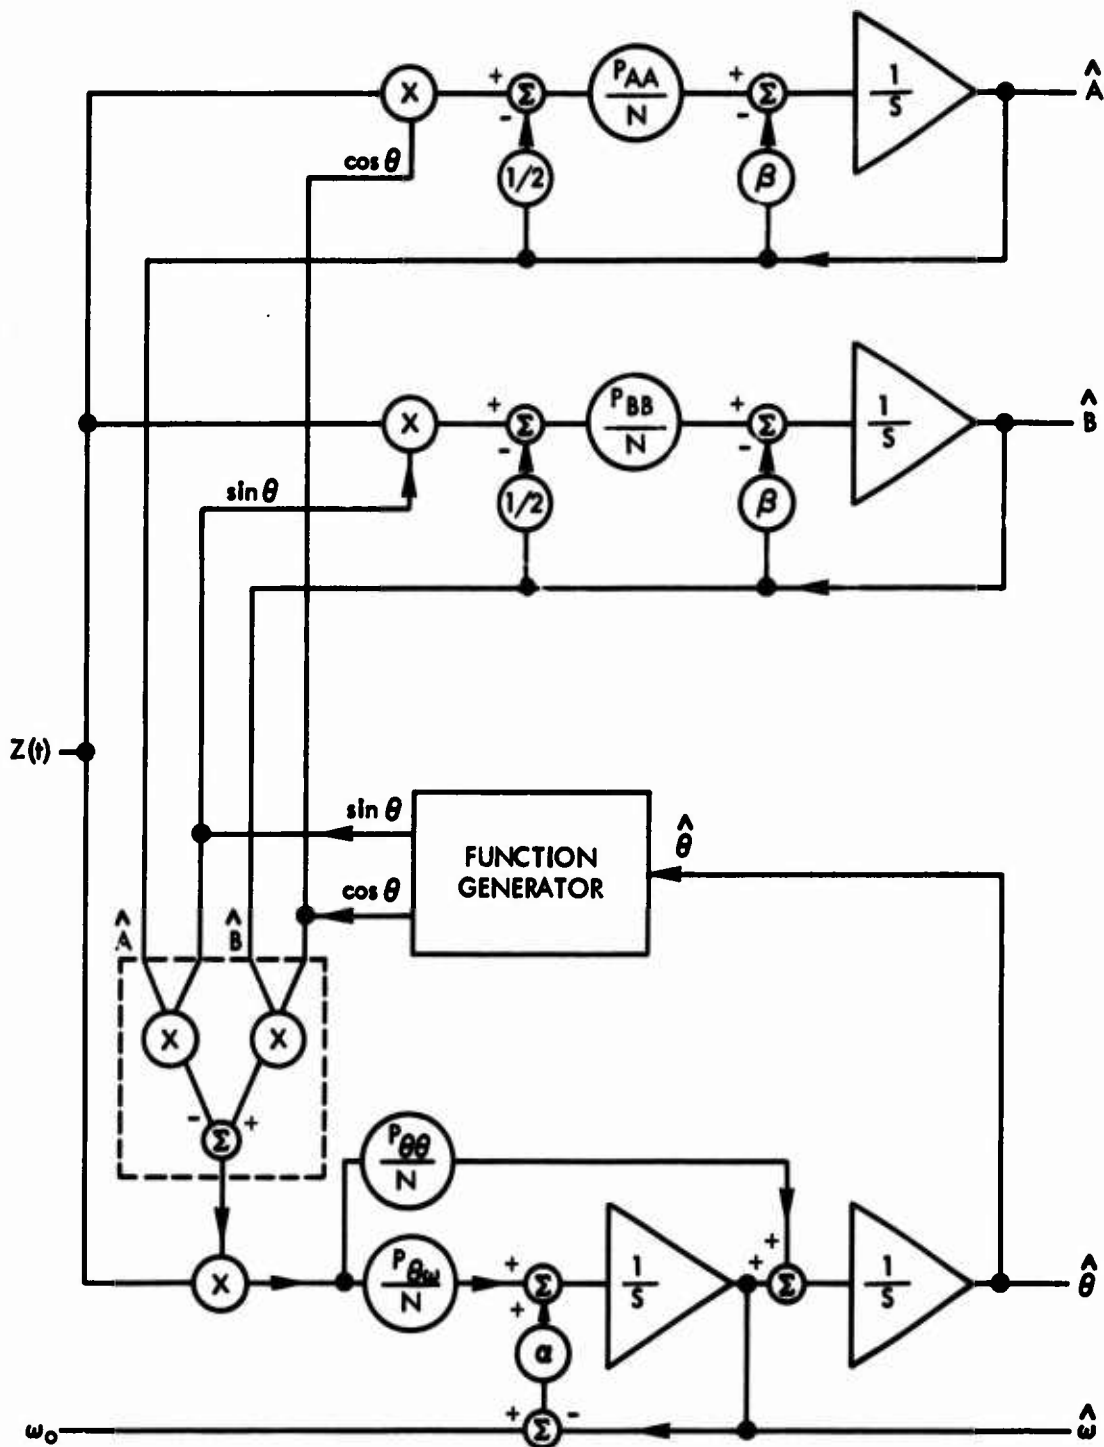 X + Σ - P_AA/N + Σ - 1/S Â
cos θ
1/2 β
X + Σ - P_BB/N + Σ - 1/S B̂
sin θ
1/2 β
Z(t)
sin θ
FUNCTION
GENERATOR
θ̂
cos θ
Â B̂
X X
- Σ +
P_θθ/N
X P_θω/N + Σ + 1/S + + Σ 1/S θ̂
α
ω₀ + Σ - ω̂